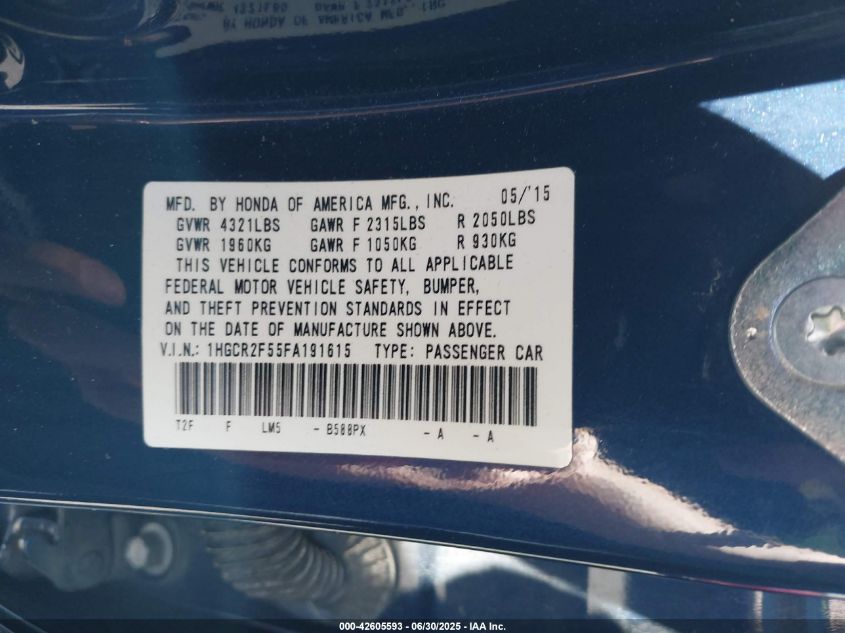 MFD. BY HONDA OF AMERICA MFG., INC. 05/'15
GVWR 4321LBS GAWR F 2315LBS R 2050LBS
GVWR 1960KG GAWR F 1050KG R 930KG
THIS VEHICLE CONFORMS TO ALL APPLICABLE
FEDERAL MOTOR VEHICLE SAFETY, BUMPER,
AND THEFT PREVENTION STANDARDS IN EFFECT
ON THE DATE OF MANUFACTURE SHOWN ABOVE.
V.I.N.: 1HGCR2F55FA191615 TYPE: PASSENGER CAR
T2F F LM5 - B588PX - A - A
000-42605593 / 06/30/2025 - IAA Inc.